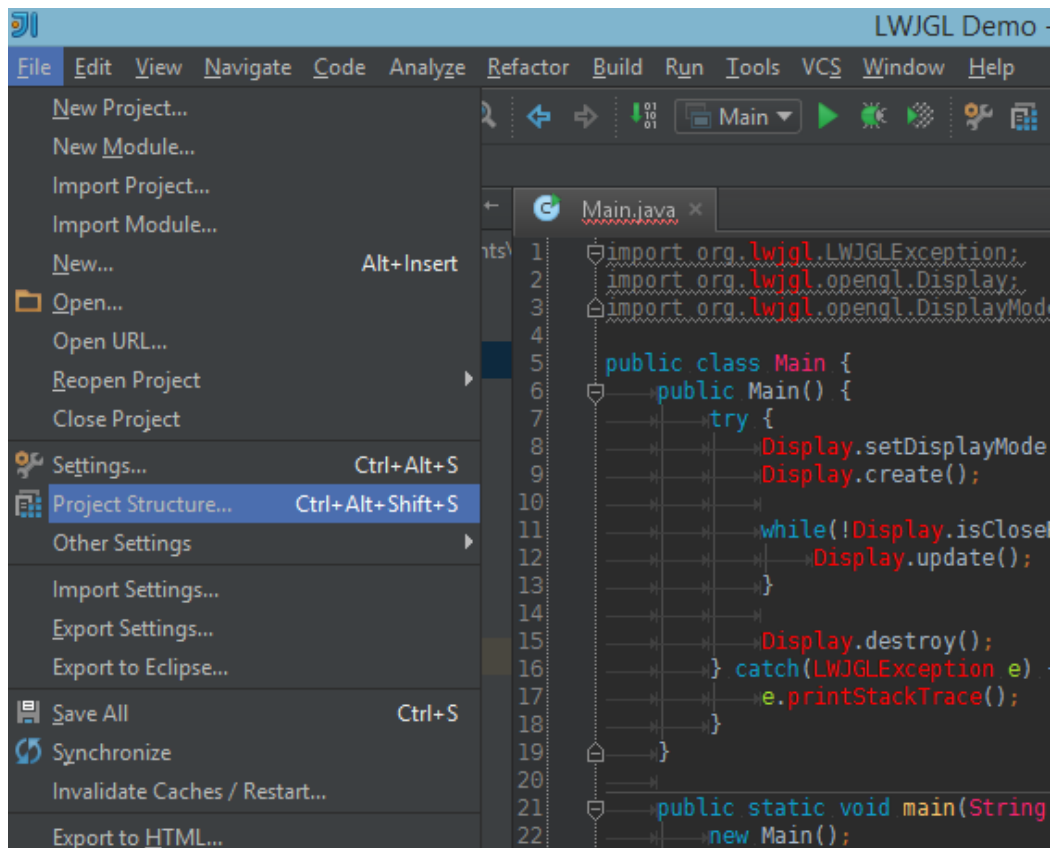 LWJGL Demo -
File Edit View Navigate Code Analyze Refactor Build Run Tools VCS Window Help
New Project...
New Module...
Import Project...
Import Module...
New... Alt+Insert
Open...
Open URL...
Reopen Project
Close Project
Settings... Ctrl+Alt+S
Project Structure... Ctrl+Alt+Shift+S
Other Settings
Import Settings...
Export Settings...
Export to Eclipse...
Save All Ctrl+S
Synchronize
Invalidate Caches / Restart...
Export to HTML...
Main
Main.java
nts\
1 import org.lwjgl.LWJGLException;
2 import org.lwjgl.opengl.Display;
3 import org.lwjgl.opengl.DisplayMode
4
5 public class Main {
6 public Main() {
7 try {
8 Display.setDisplayMode
9 Display.create();
10
11 while(!Display.isClose
12 Display.update();
13 }
14
15 Display.destroy();
16 } catch(LWJGLException e)
17 e.printStackTrace();
18 }
19 }
20
21 public static void main(String
22 new Main();